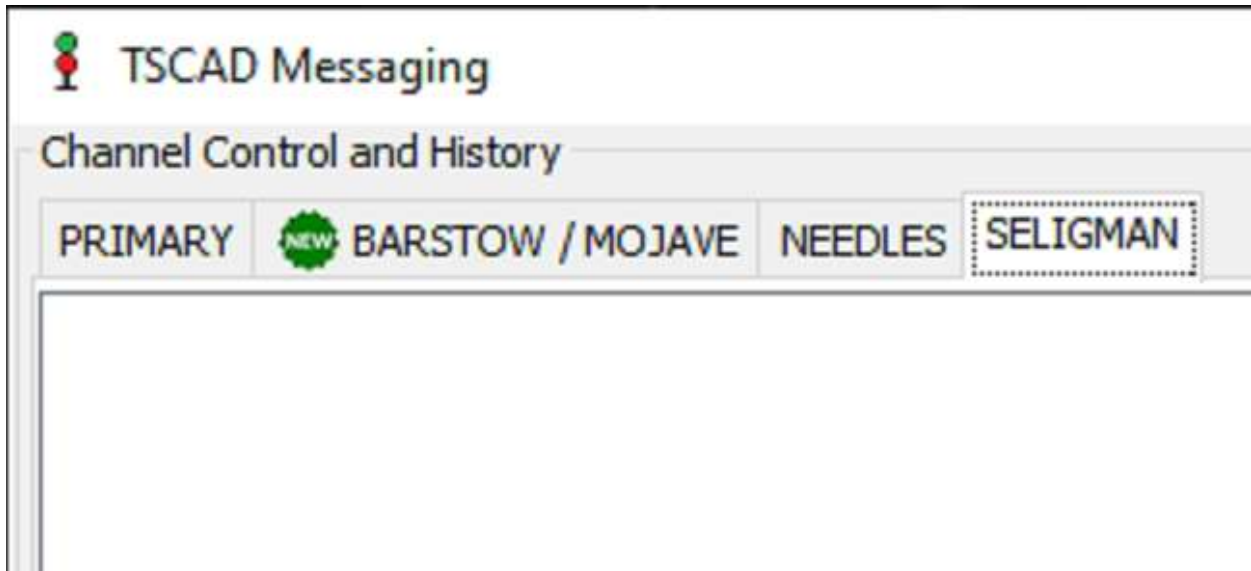 TSCAD Messaging
Channel Control and History
PRIMARY NEW BARSTOW / MOJAVE NEEDLES SELIGMAN